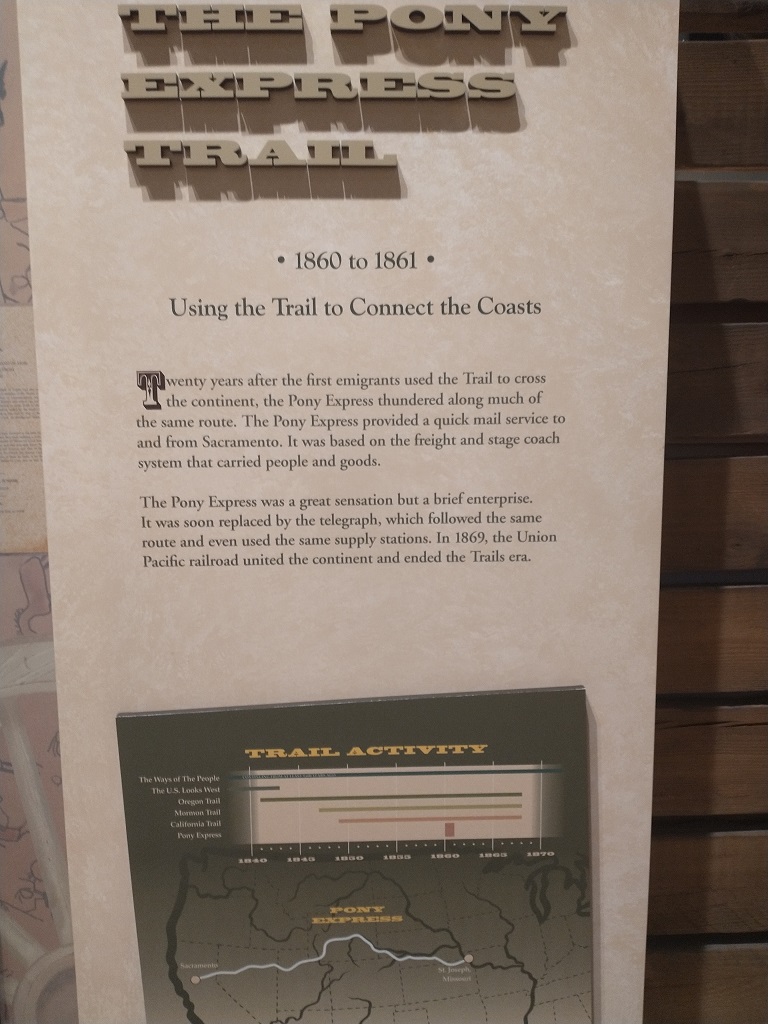 THE PONY
EXPRESS
TRAIL
• 1860 to 1861 •
Using the Trail to Connect the Coasts
Twenty years after the first emigrants used the Trail to cross
the continent, the Pony Express thundered along much of
the same route. The Pony Express provided a quick mail service to
and from Sacramento. It was based on the freight and stage coach
system that carried people and goods.
The Pony Express was a great sensation but a brief enterprise.
It was soon replaced by the telegraph, which followed the same
route and even used the same supply stations. In 1869, the Union
Pacific railroad united the continent and ended the Trails era.
TRAIL ACTIVITY
The Ways of The People
The U.S. Looks West
Oregon Trail
Mormon Trail
California Trail
Pony Express
1840 1845 1850 1855 1860 1865 1870
PONY
EXPRESS
Sacramento
St. Joseph,
Missouri